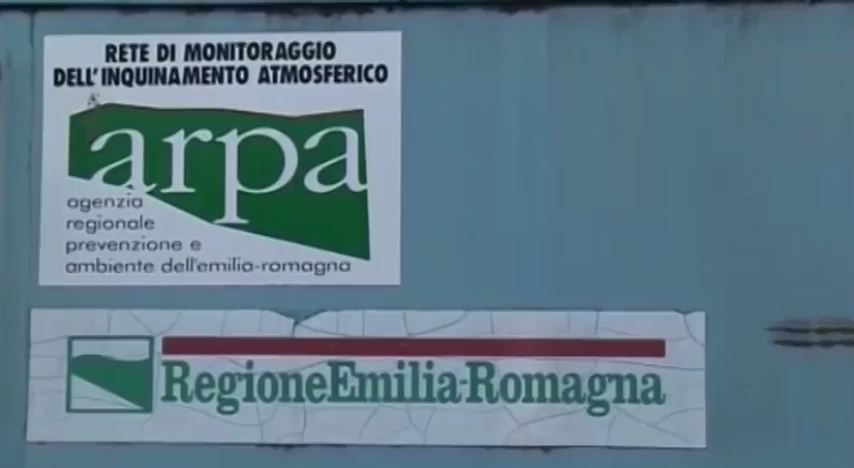 RETE DI MONITORAGGIO
DELL'INQUINAMENTO ATMOSFERICO
arpa
agenzia
regionale
prevenzione e
ambiente dell'emilia-romagna
RegioneEmilia-Romagna